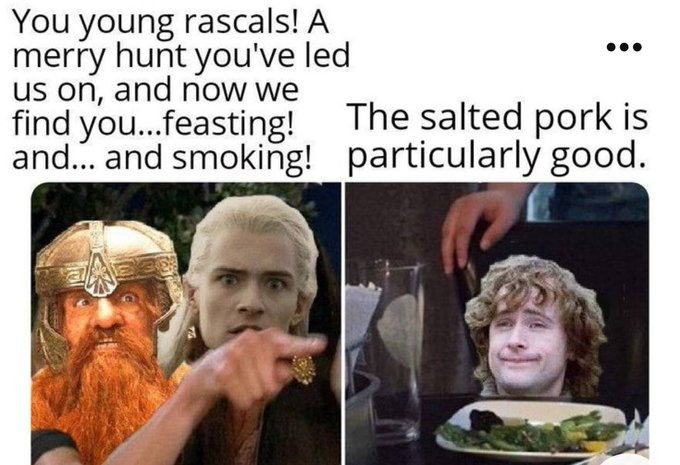 You young rascals! A
merry hunt you've led
us on, and now we
find you...feasting!
and... and smoking!
The salted pork is
particularly good.